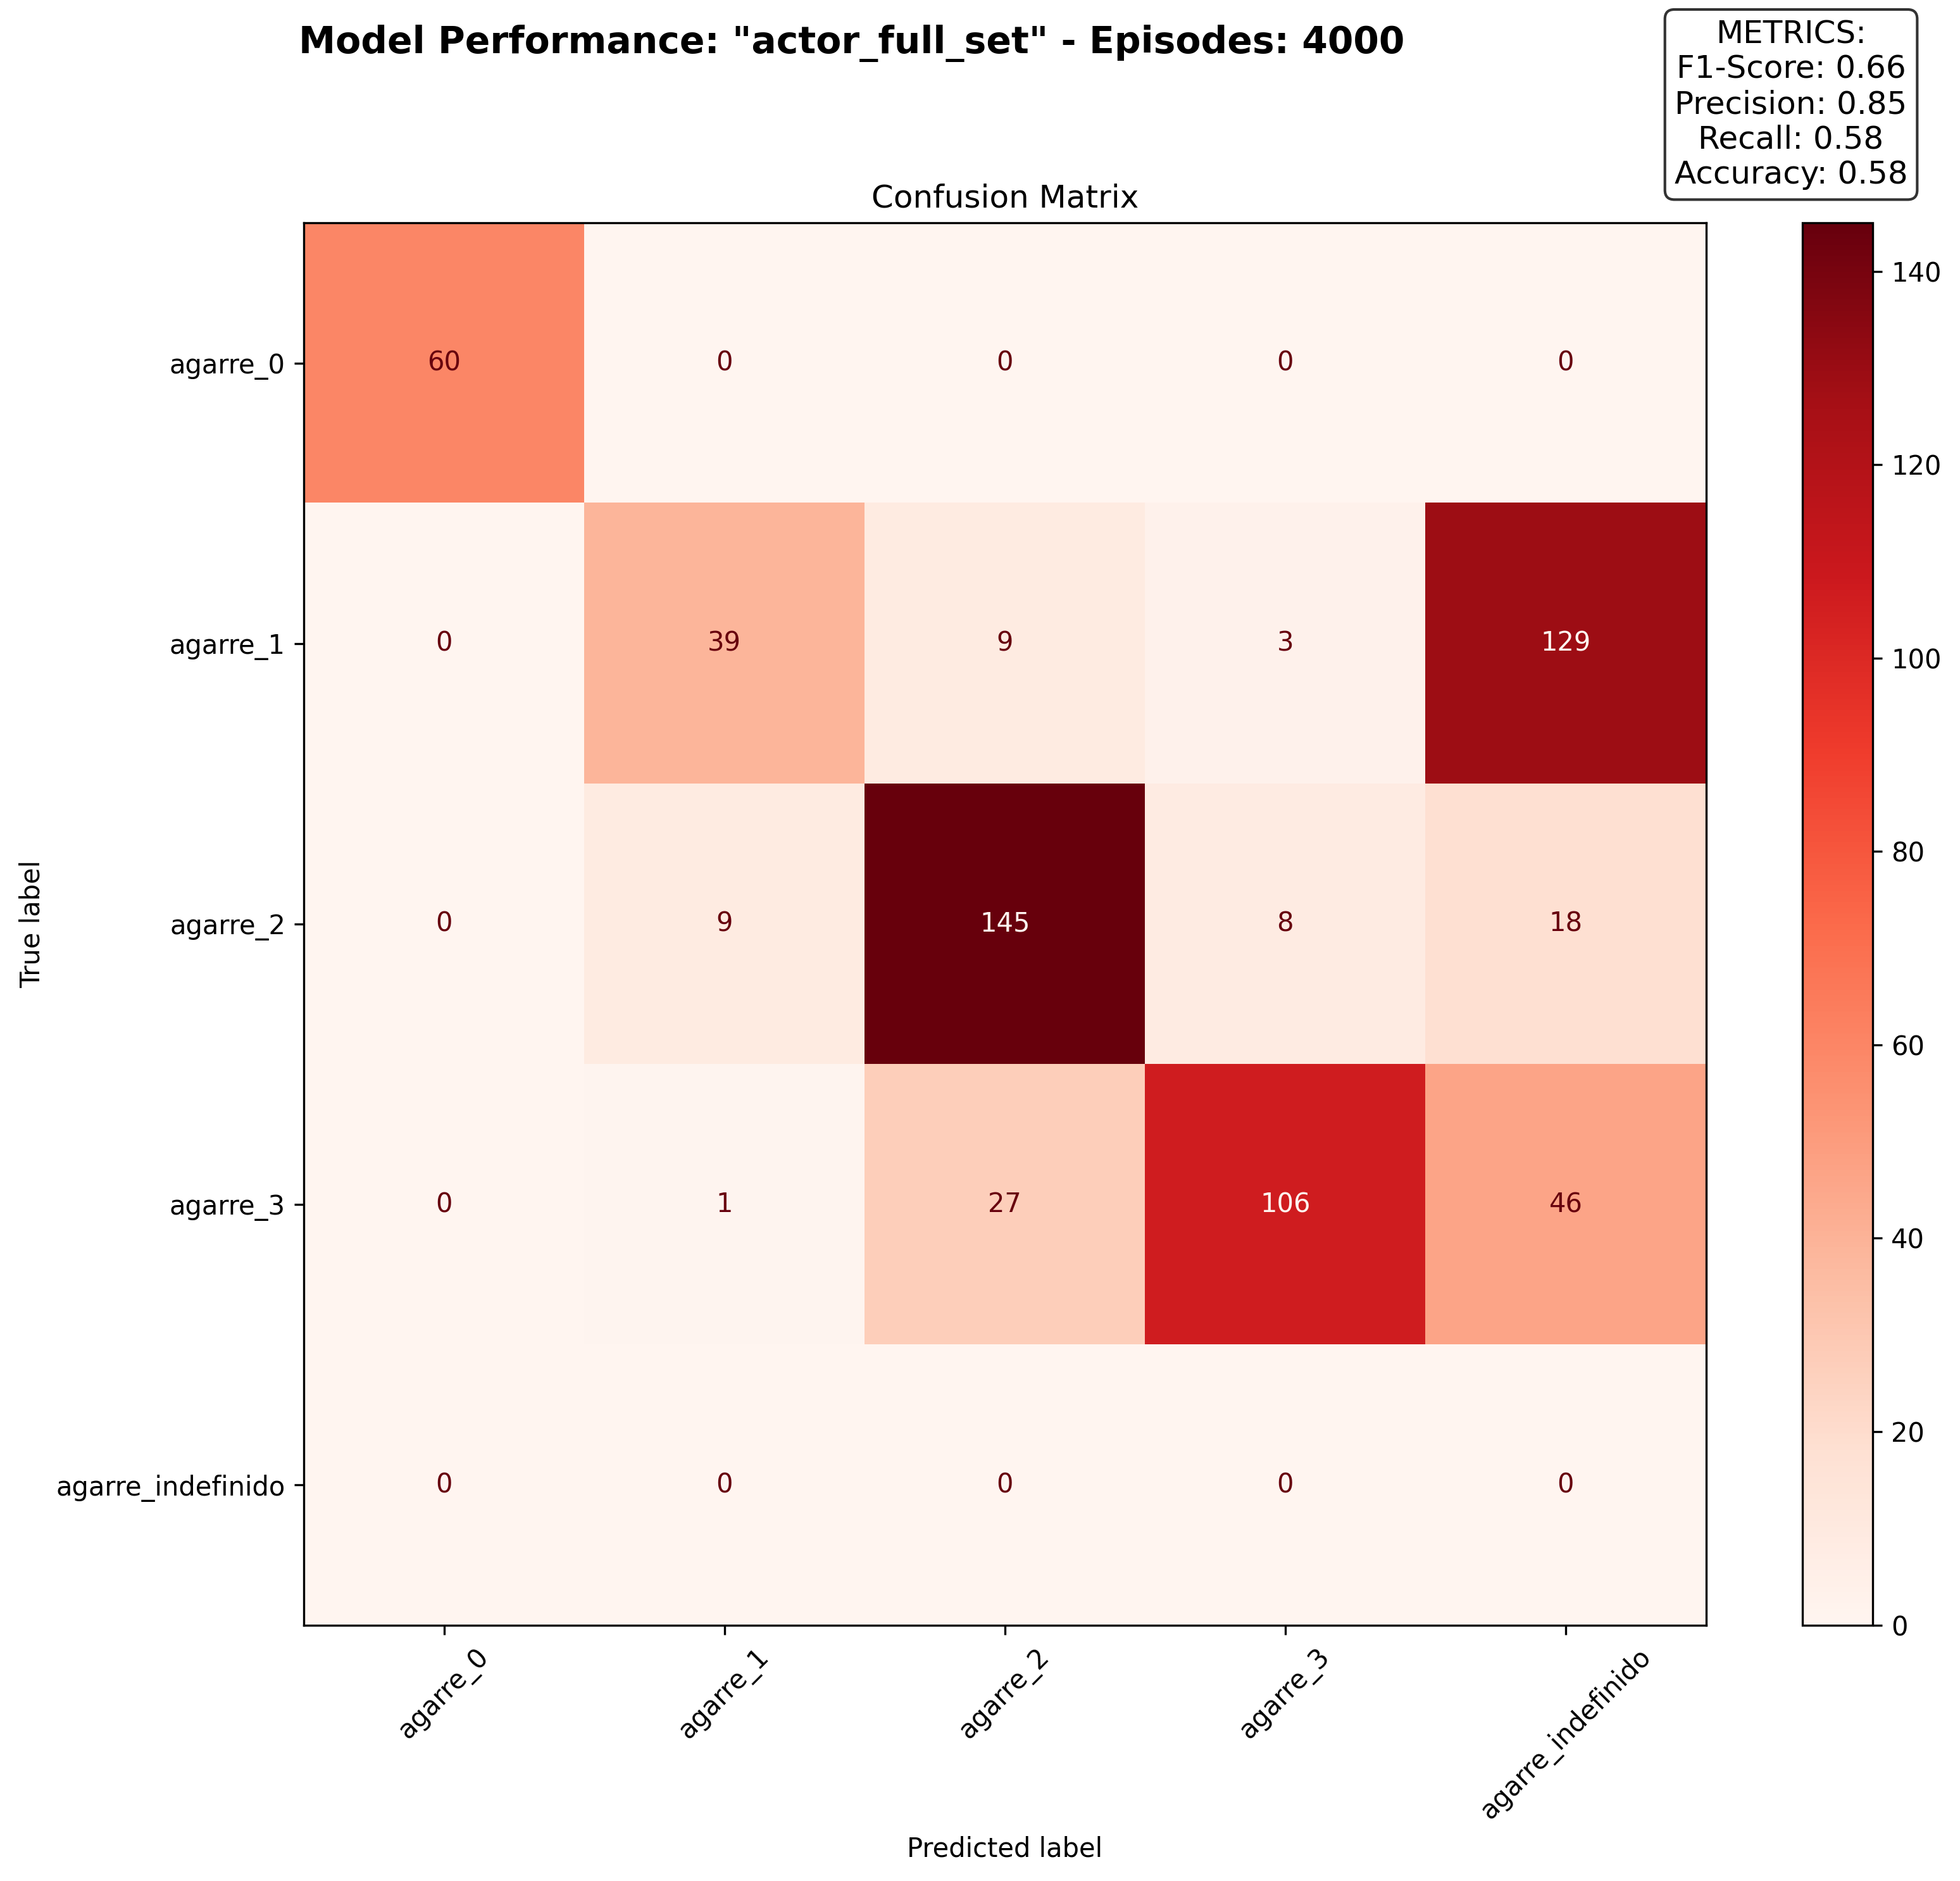 Model Performance: "actor_full_set" - Episodes: 4000
METRICS:
F1-Score: 0.66
Precision: 0.85
Recall: 0.58
Accuracy: 0.58
Confusion Matrix
True label
agarre_0 60 0 0 0 0
agarre_1 0 39 9 3 129
agarre_2 0 9 145 8 18
agarre_3 0 1 27 106 46
agarre_indefinido 0 0 0 0 0
agarre_0 agarre_1 agarre_2 agarre_3 agarre_indefinido
Predicted label
140
120
100
80
60
40
20
0